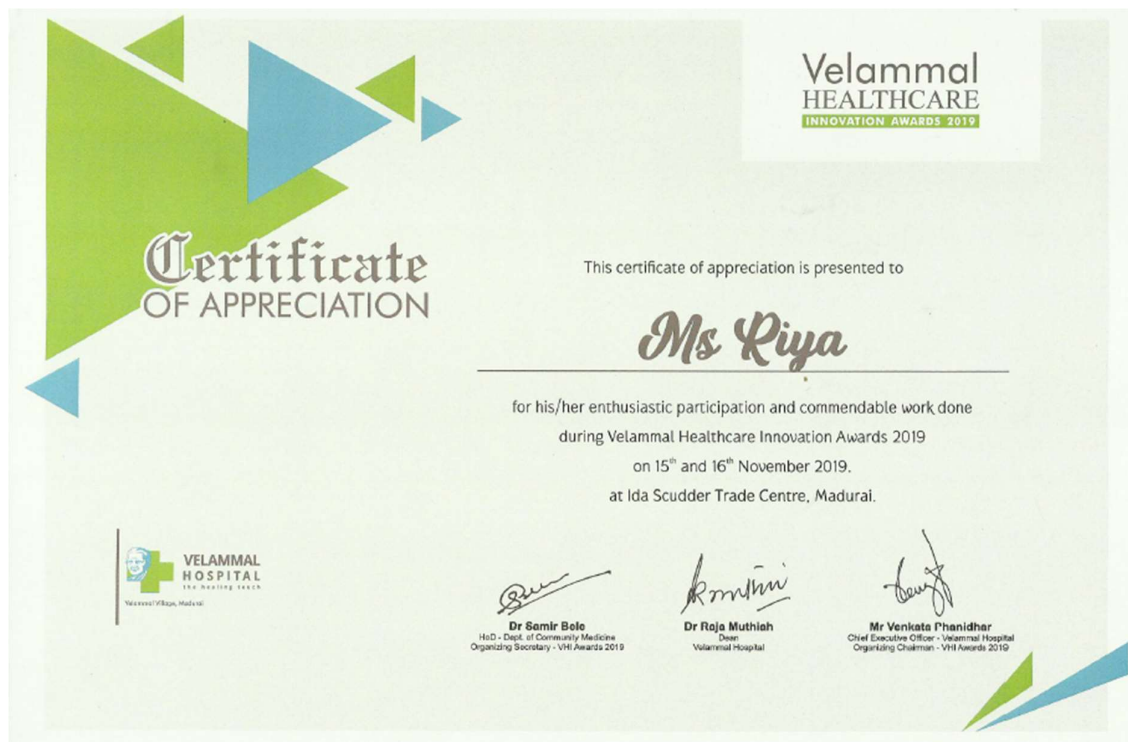 Velammal
HEALTHCARE
INNOVATION AWARDS 2019
Certificate
OF APPRECIATION
This certificate of appreciation is presented to
Ms Riya
for his/her enthusiastic participation and commendable work done
during Velammal Healthcare Innovation Awards 2019
on 15th and 16th November 2019.
at Ida Scudder Trade Centre, Madurai.
VELAMMAL
HOSPITAL
the healing touch
Velammal Village, Madurai
Dr Samir Bele
HoD - Dept. of Community Medicine
Organizing Secretary - VHI Awards 2019
Dr Raja Muthiah
Dean
Velammal Hospital
Mr Venkata Phanidhar
Chief Executive Officer - Velammal Hospital
Organizing Chairman - VHI Awards 2019